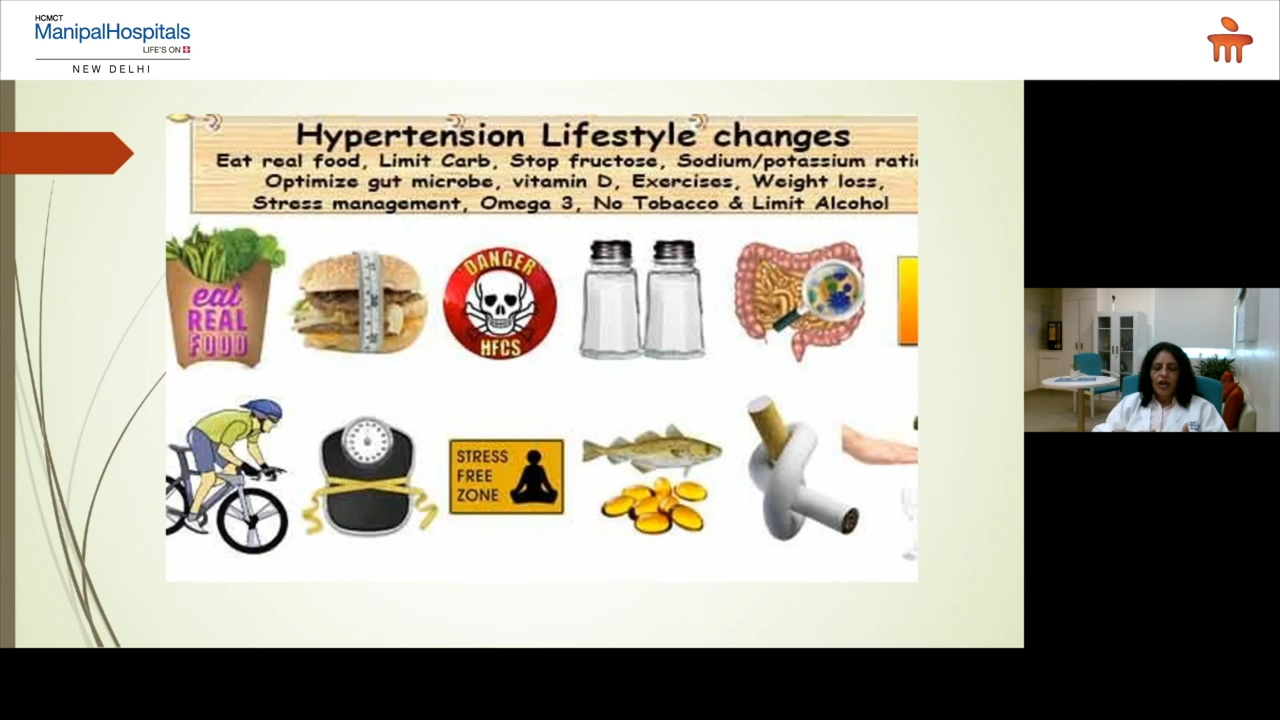 HCMCT
ManipalHospitals
LIFE'S ON
NEW DELHI
Hypertension Lifestyle changes
Eat real food, Limit Carb, Stop fructose, Sodium/potassium
Optimize gut microbe, vitamin D, Exercises, Weight loss,
Stress management, Omega 3, No Tobacco & Limit Alcohol
eat
REAL
FOOD
DANGER
HFCS
STRESS
FREE
ZONE